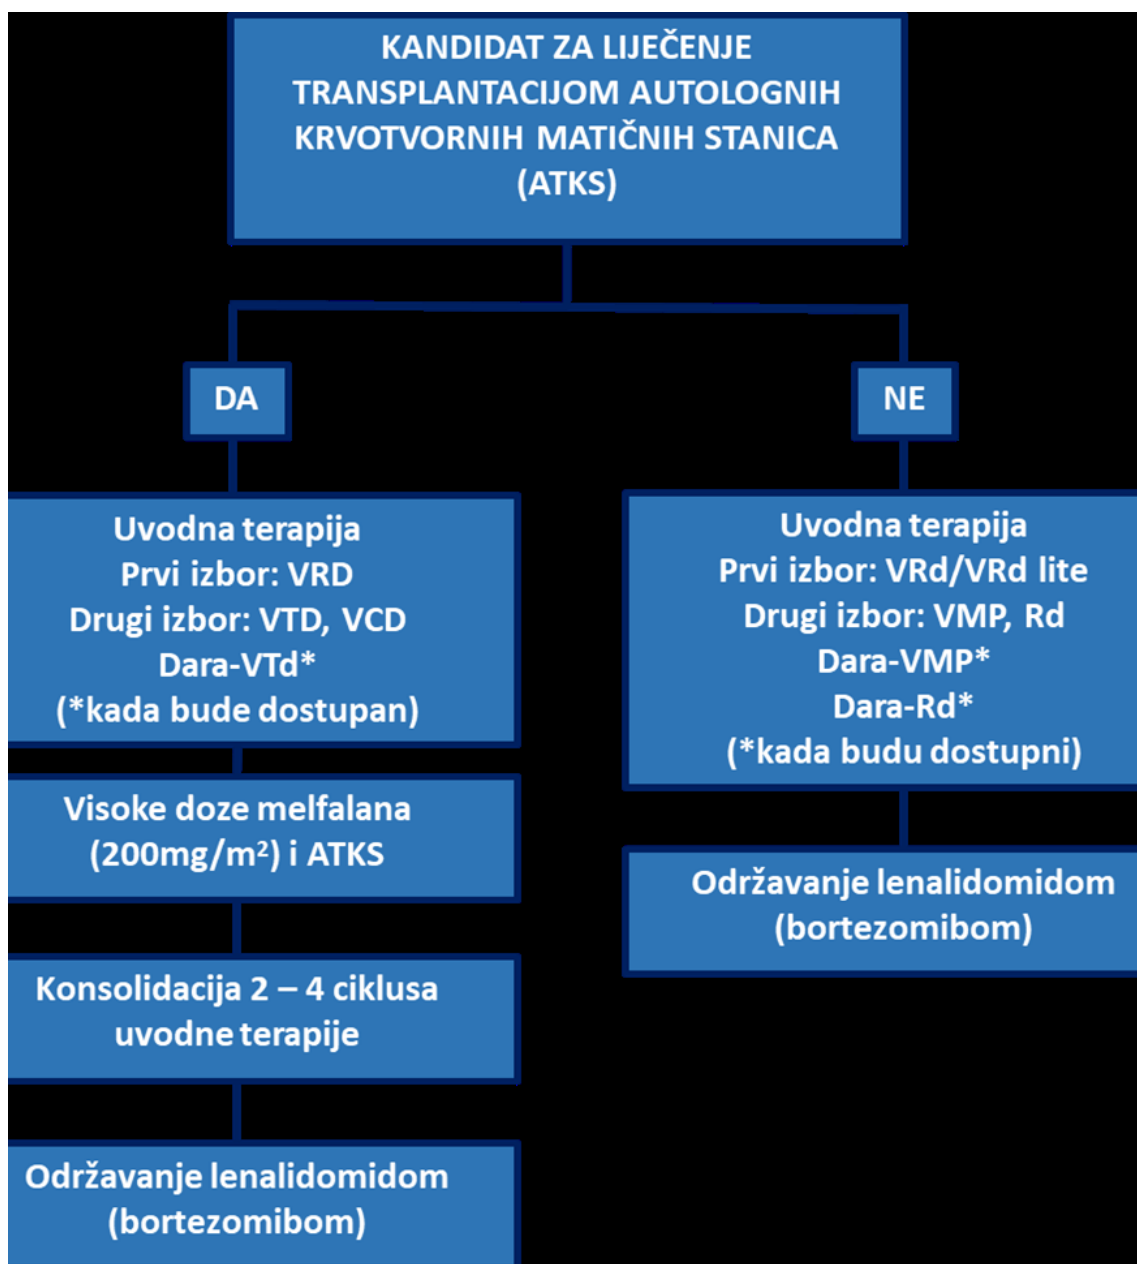 KANDIDAT ZA LIJEČENJE
TRANSPLANTACIJOM AUTOLOGNIH
KRVOTVORNIH MATIČNIH STANICA
(ATKS)
DA
NE
Uvodna terapija
Prvi izbor: VRD
Drugi izbor: VTD, VCD
Dara-VTd*
(*kada bude dostupan)
Uvodna terapija
Prvi izbor: VRd/VRd lite
Drugi izbor: VMP, Rd
Dara-VMP*
Dara-Rd*
(*kada budu dostupni)
Visoke doze melfalana
(200mg/m²) i ATKS
Održavanje lenalidomidom
(bortezomibom)
Konsolidacija 2 – 4 ciklusa
uvodne terapije
Održavanje lenalidomidom
(bortezomibom)